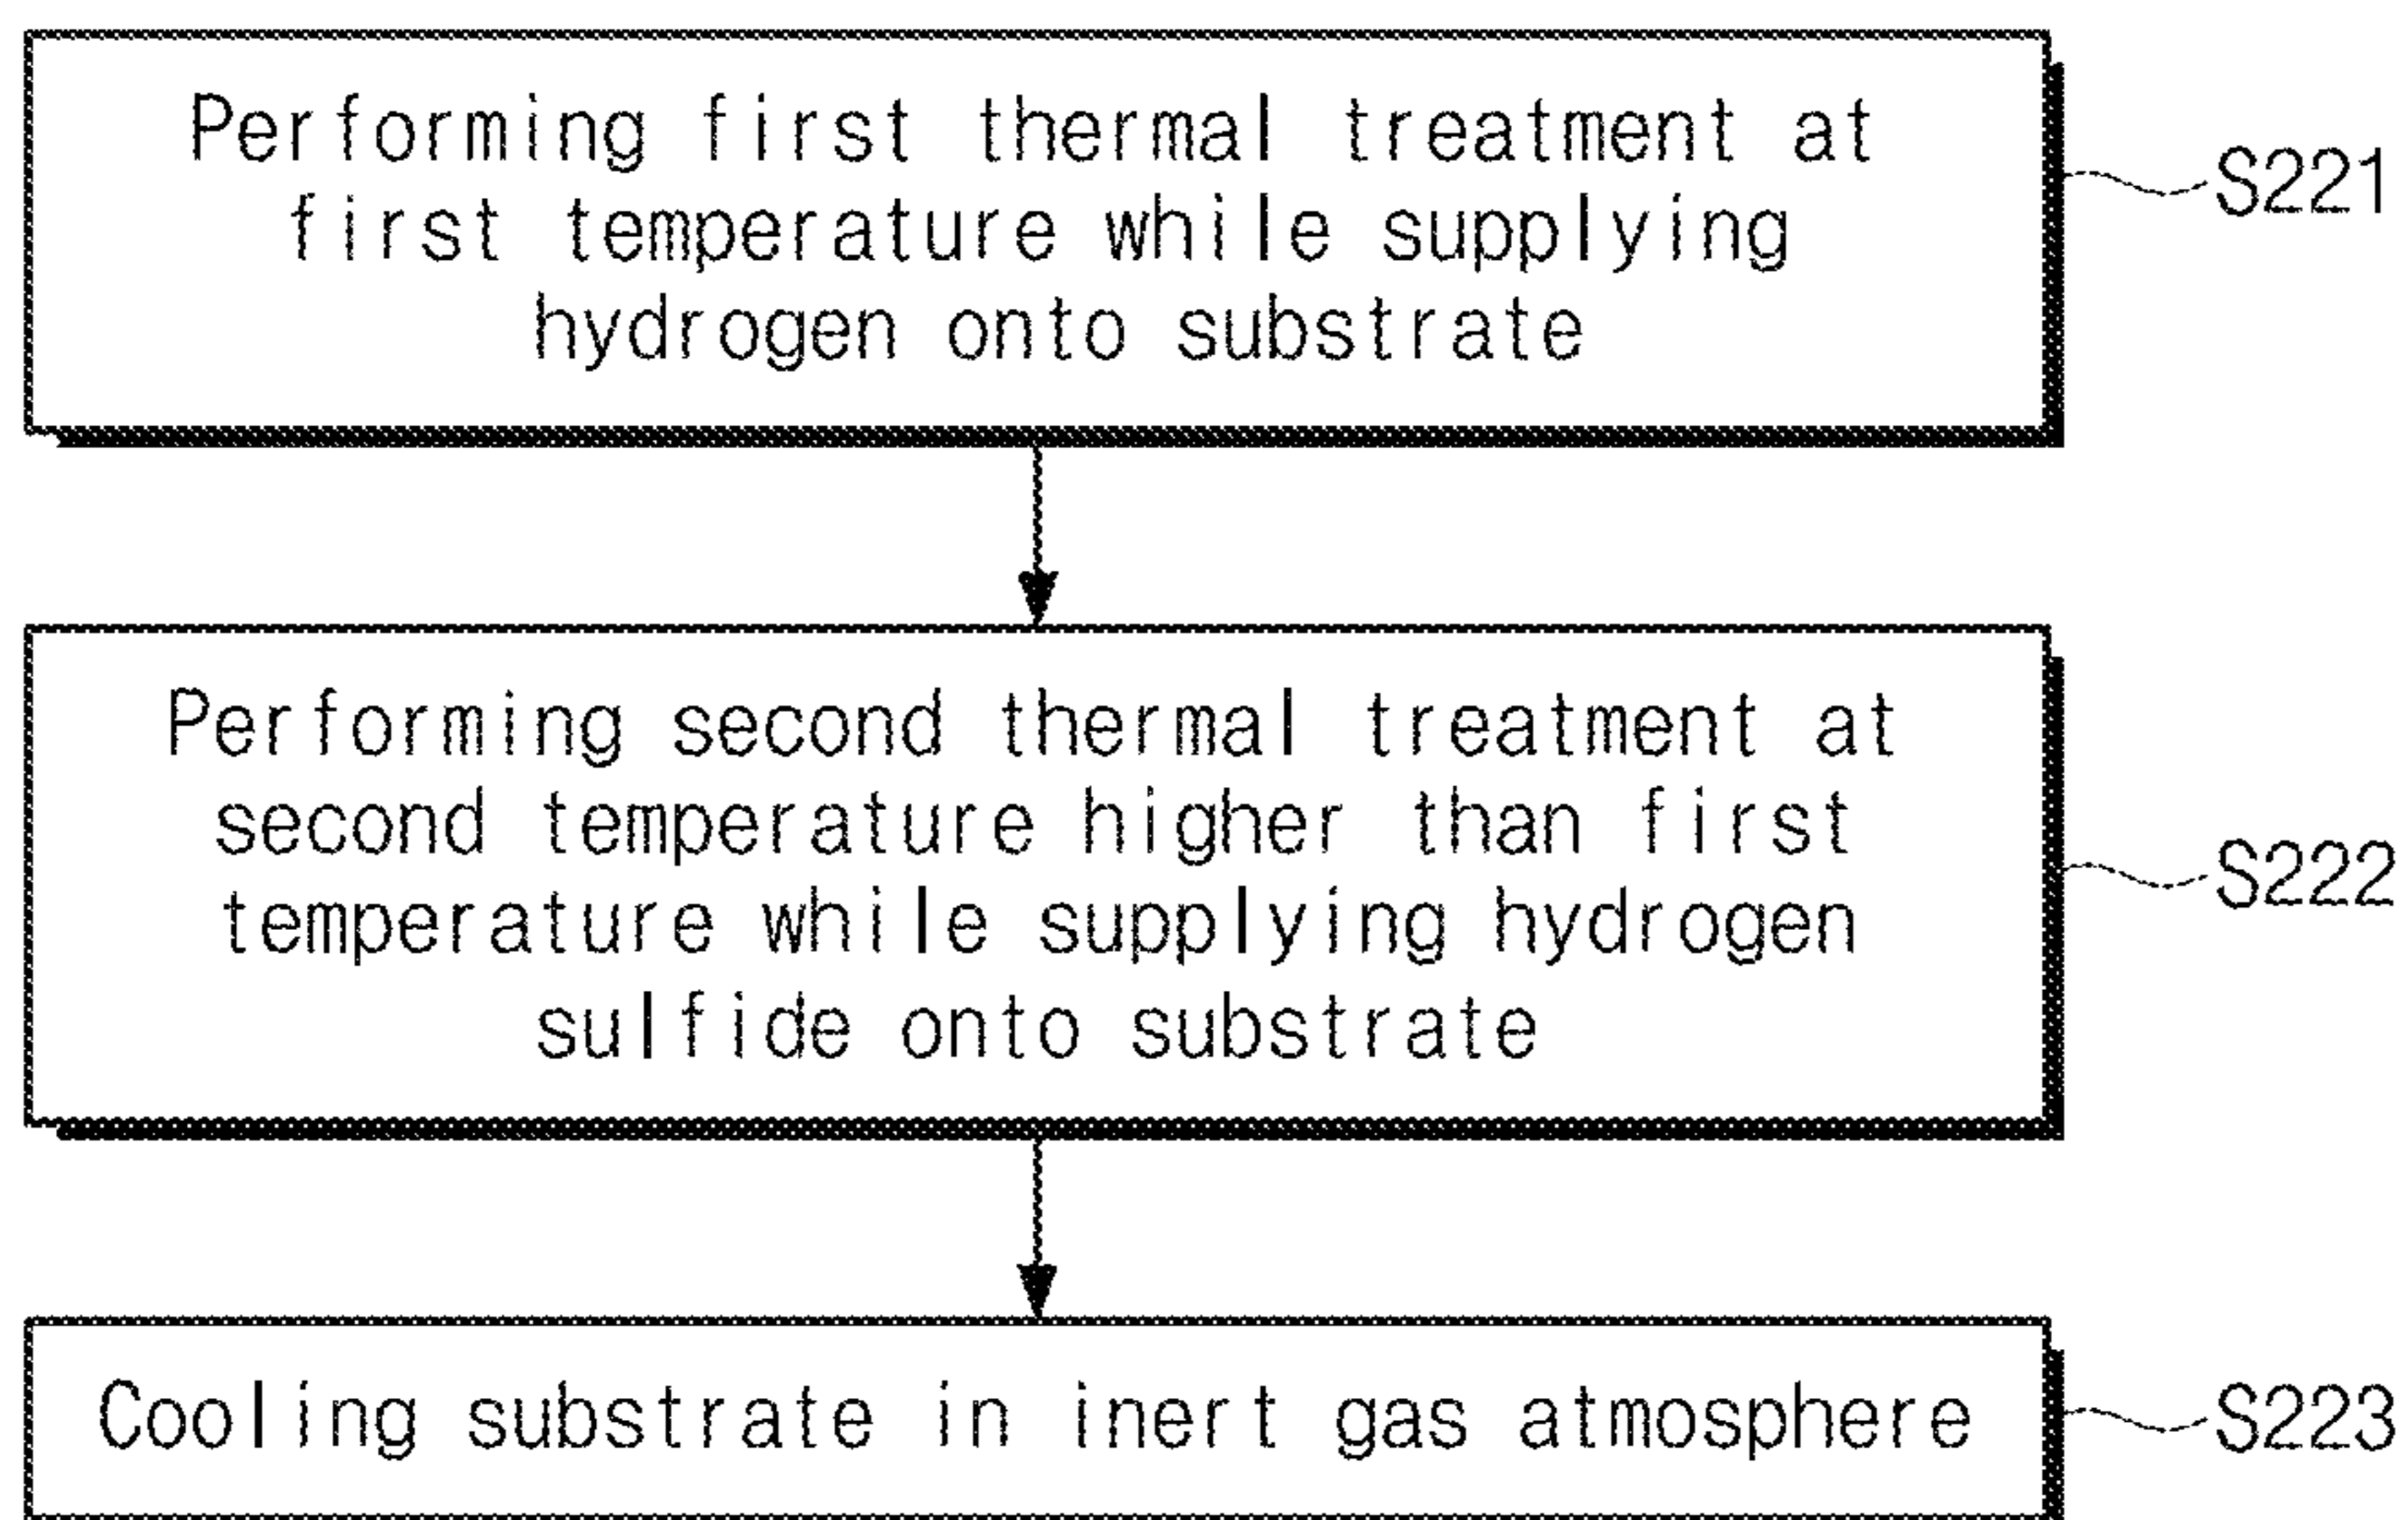 Performing first thermal treatment at
first temperature while supplying
hydrogen onto substrate
S221
Performing second thermal treatment at
second temperature higher than first
temperature while supplying hydrogen
sulfide onto substrate
S222
Cooling substrate in inert gas atmosphere
S223